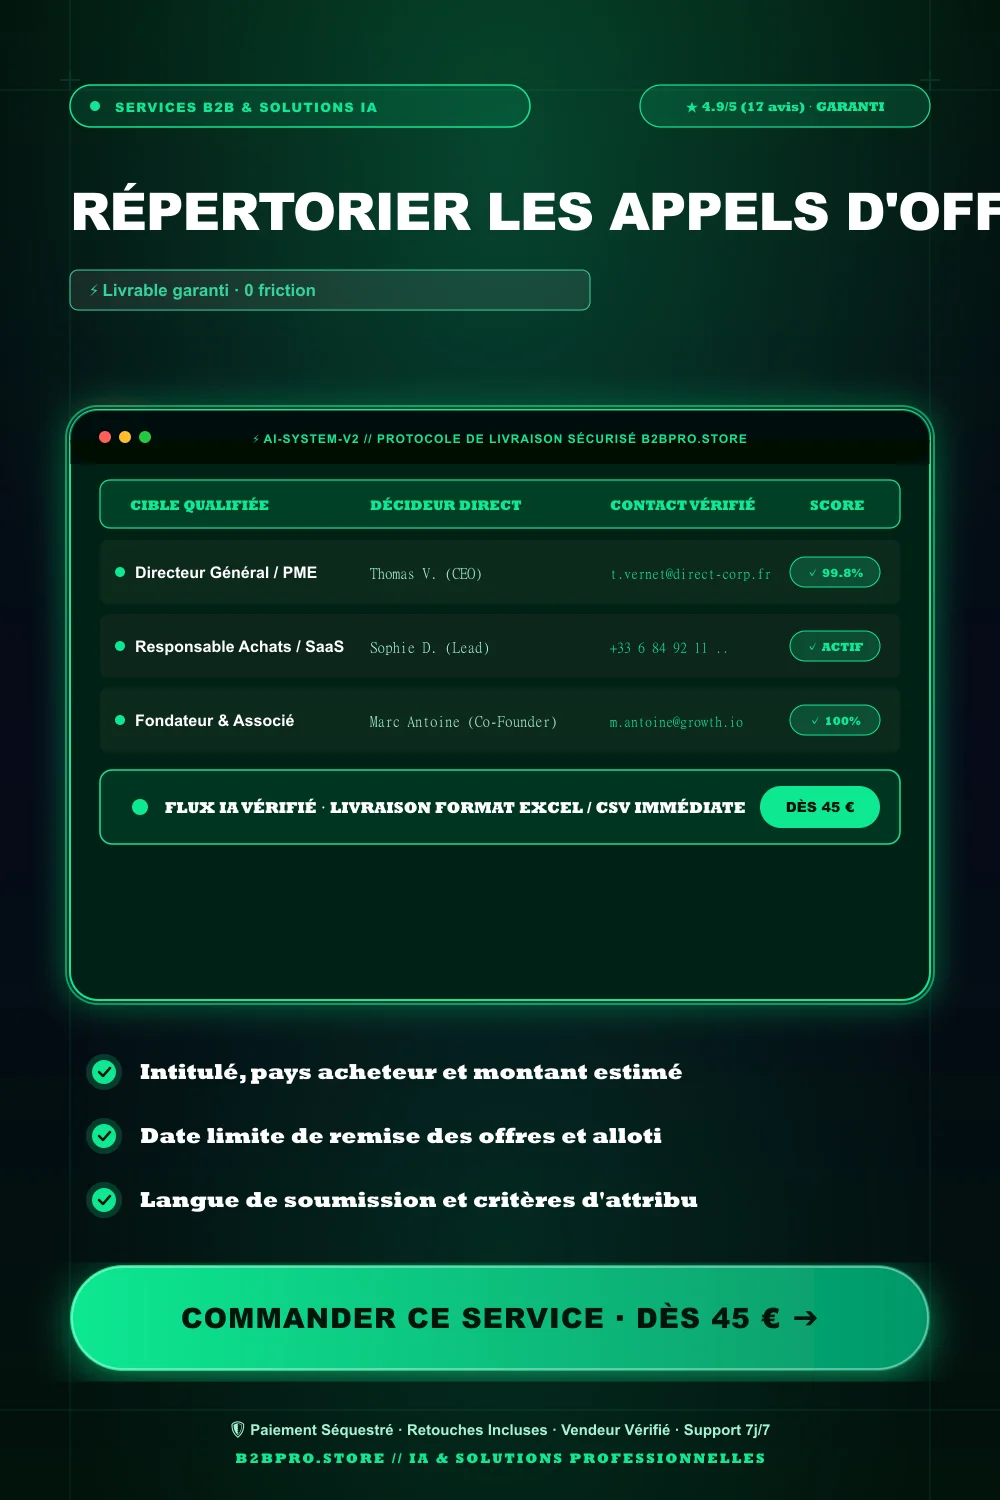 SERVICES B2B & SOLUTIONS IA
★ 4.9/5 (17 avis) · GARANTI
RÉPERTORIER LES APPELS D'OFF
⚡ Livrable garanti · 0 friction
⚡ AI-SYSTEM-V2 // PROTOCOLE DE LIVRAISON SÉCURISÉ B2BPRO.STORE
CIBLE QUALIFIÉE DÉCIDEUR DIRECT CONTACT VÉRIFIÉ SCORE
Directeur Général / PME Thomas V. (CEO) t.vernet@direct-corp.fr ✓ 99.8%
Responsable Achats / SaaS Sophie D. (Lead) +33 6 84 92 11 .. ✓ ACTIF
Fondateur & Associé Marc Antoine (Co-Founder) m.antoine@growth.io ✓ 100%
FLUX IA VÉRIFIÉ · LIVRAISON FORMAT EXCEL / CSV IMMÉDIATE DÈS 45 €
Intitulé, pays acheteur et montant estimé
Date limite de remise des offres et alloti
Langue de soumission et critères d'attribu
COMMANDER CE SERVICE · DÈS 45 € ➔
🛡 Paiement Séquestré · Retouches Incluses · Vendeur Vérifié · Support 7j/7
B2BPRO.STORE // IA & SOLUTIONS PROFESSIONNELLES